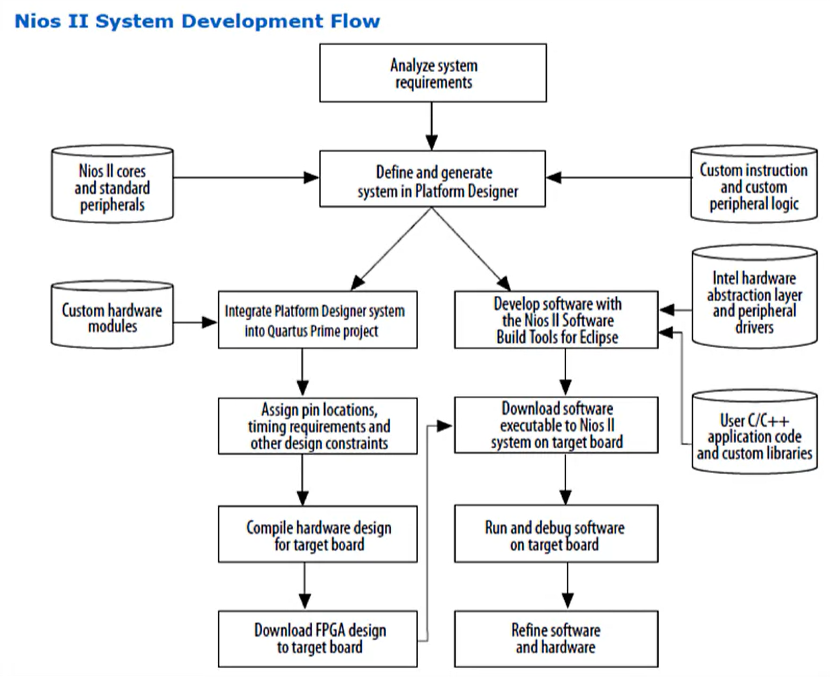 Nios II System Development Flow
Analyze system
requirements
Nios II cores
and standard
peripherals
Define and generate
system in Platform Designer
Custom instruction
and custom
peripheral logic
Custom hardware
modules
Integrate Platform Designer system
into Quartus Prime project
Develop software with
the Nios II Software
Build Tools for Eclipse
Intel hardware
abstraction layer
and peripheral
drivers
Assign pin locations,
timing requirements and
other design constraints
Download software
executable to Nios II
system on target board
User C/C++
application code
and custom libraries
Compile hardware design
for target board
Run and debug software
on target board
Download FPGA design
to target board
Refine software
and hardware